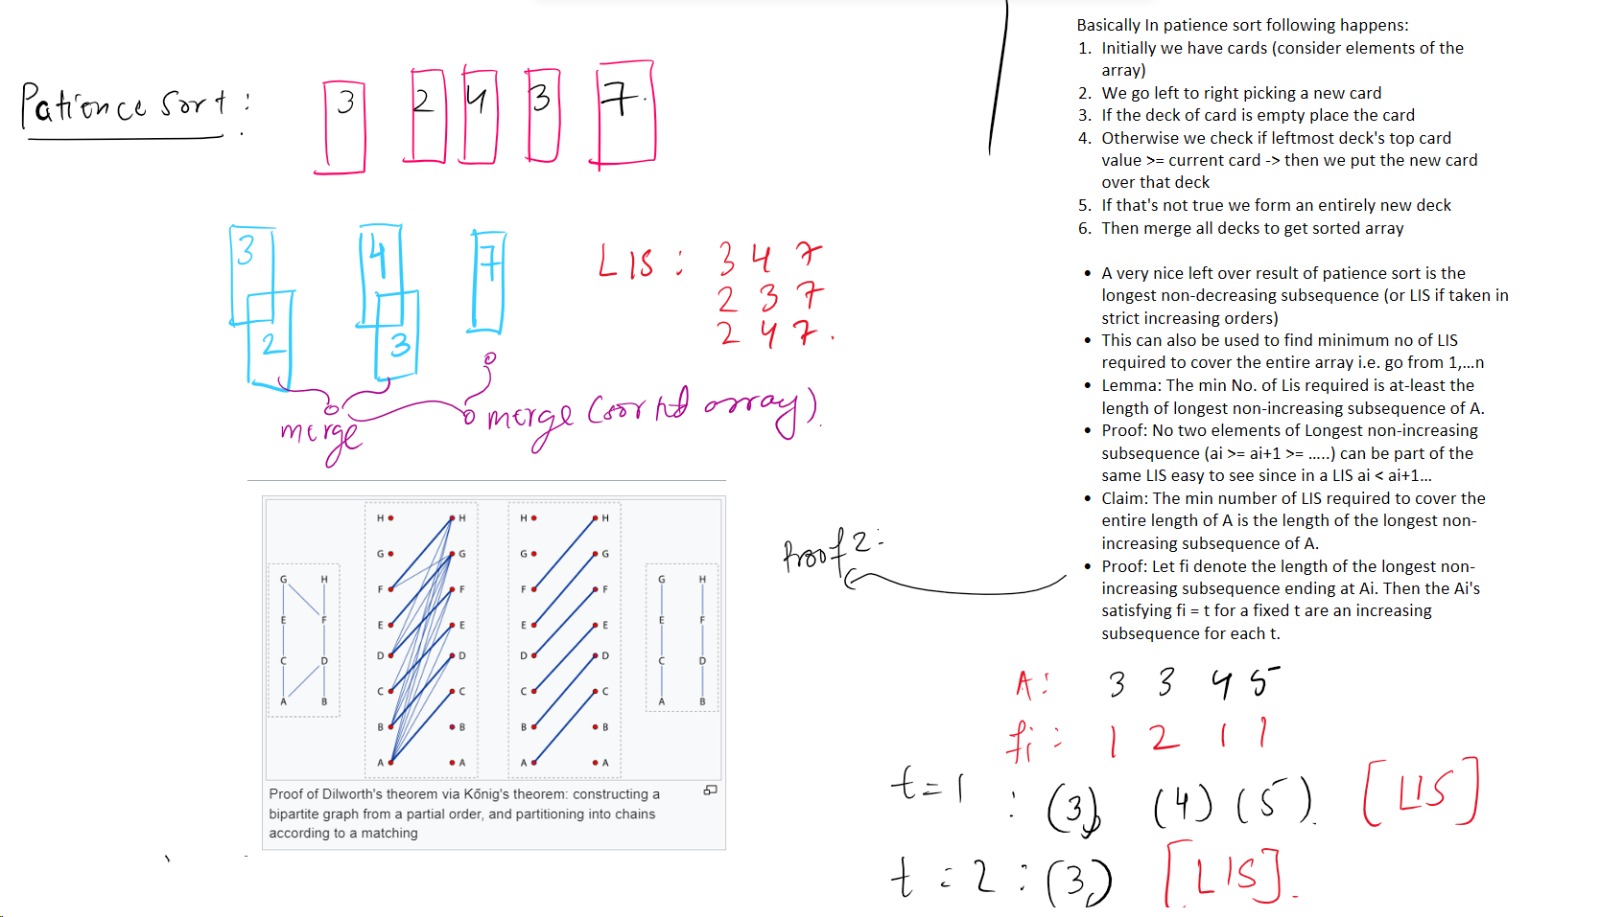 Patience Sort :
3 2 4 3 7
3 4 7
2 3
LIS : 3 4 7
2 3 7
2 4 7 .
merge
merge (sorted array)
G H
E F
C D
A B
H H
G G
F F
E E
D D
C C
B B
A A
H H
G G
F F
E E
D D
C C
B B
A A
G H
E F
C D
A B
Proof of Dilworth's theorem via Kőnig's theorem: constructing a
bipartite graph from a partial order, and partitioning into chains
according to a matching
Basically In patience sort following happens:
1. Initially we have cards (consider elements of the
array)
2. We go left to right picking a new card
3. If the deck of card is empty place the card
4. Otherwise we check if leftmost deck's top card
value >= current card -> then we put the new card
over that deck
5. If that's not true we form an entirely new deck
6. Then merge all decks to get sorted array
• A very nice left over result of patience sort is the
longest non-decreasing subsequence (or LIS if taken in
strict increasing orders)
• This can also be used to find minimum no of LIS
required to cover the entire array i.e. go from 1,...n
• Lemma: The min No. of Lis required is at-least the
length of longest non-increasing subsequence of A.
• Proof: No two elements of Longest non-increasing
subsequence (ai >= ai+1 >= .....) can be part of the
same LIS easy to see since in a LIS ai < ai+1...
• Claim: The min number of LIS required to cover the
entire length of A is the length of the longest non-
increasing subsequence of A.
• Proof: Let fi denote the length of the longest non-
increasing subsequence ending at Ai. Then the Ai's
satisfying fi = t for a fixed t are an increasing
subsequence for each t.
Proof 2:
A: 3 3 4 5
fi : 1 2 1 1
t=1 : (3) (4) (5) [LIS]
t = 2 : (3) [LIS].